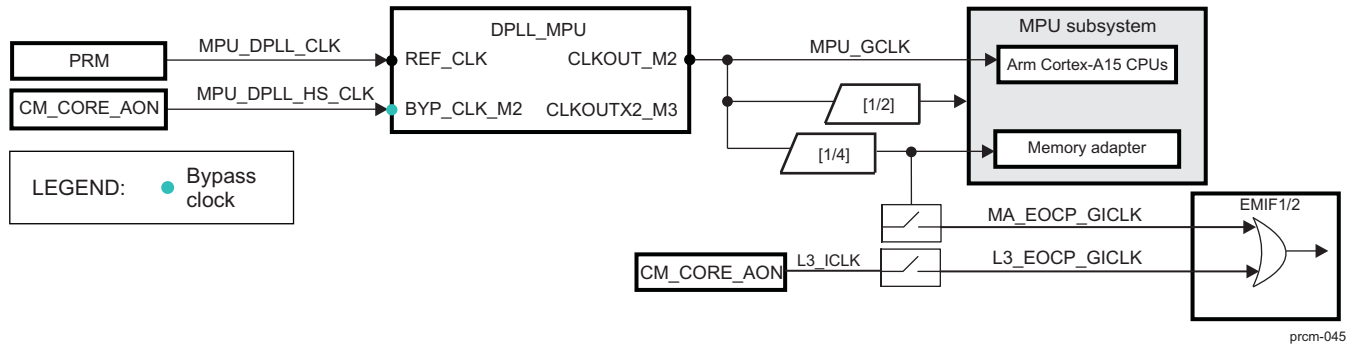 DPLL_MPU
MPU subsystem
PRM
MPU_DPLL_CLK
REF_CLK
CLKOUT_M2
MPU_GCLK
Arm Cortex-A15 CPUs
CM_CORE_AON
MPU_DPLL_HS_CLK
BYP_CLK_M2
CLKOUTX2_M3
[1/2]
[1/4]
Memory adapter
LEGEND:
Bypass
clock
EMIF1/2
MA_EOCP_GICLK
CM_CORE_AON
L3_ICLK
L3_EOCP_GICLK
prcm-045